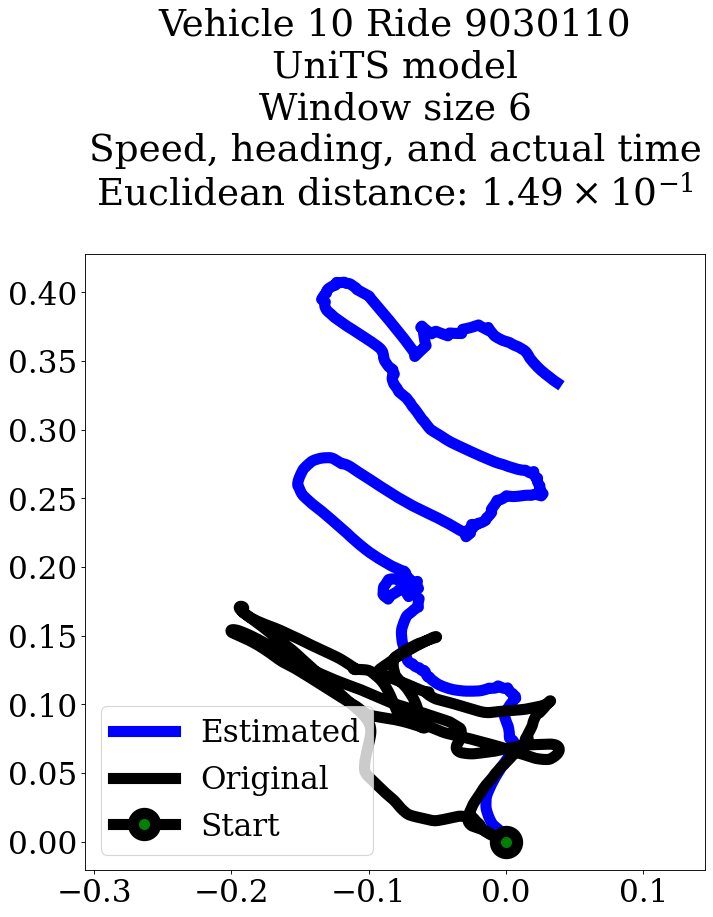 Vehicle 10 Ride 9030110
UniTS model
Window size 6
Speed, heading, and actual time
Euclidean distance: 1.49 × 10⁻¹
0.40
0.35
0.30
0.25
0.20
0.15
0.10
0.05
0.00
Estimated
Original
Start
−0.3 −0.2 −0.1 0.0 0.1